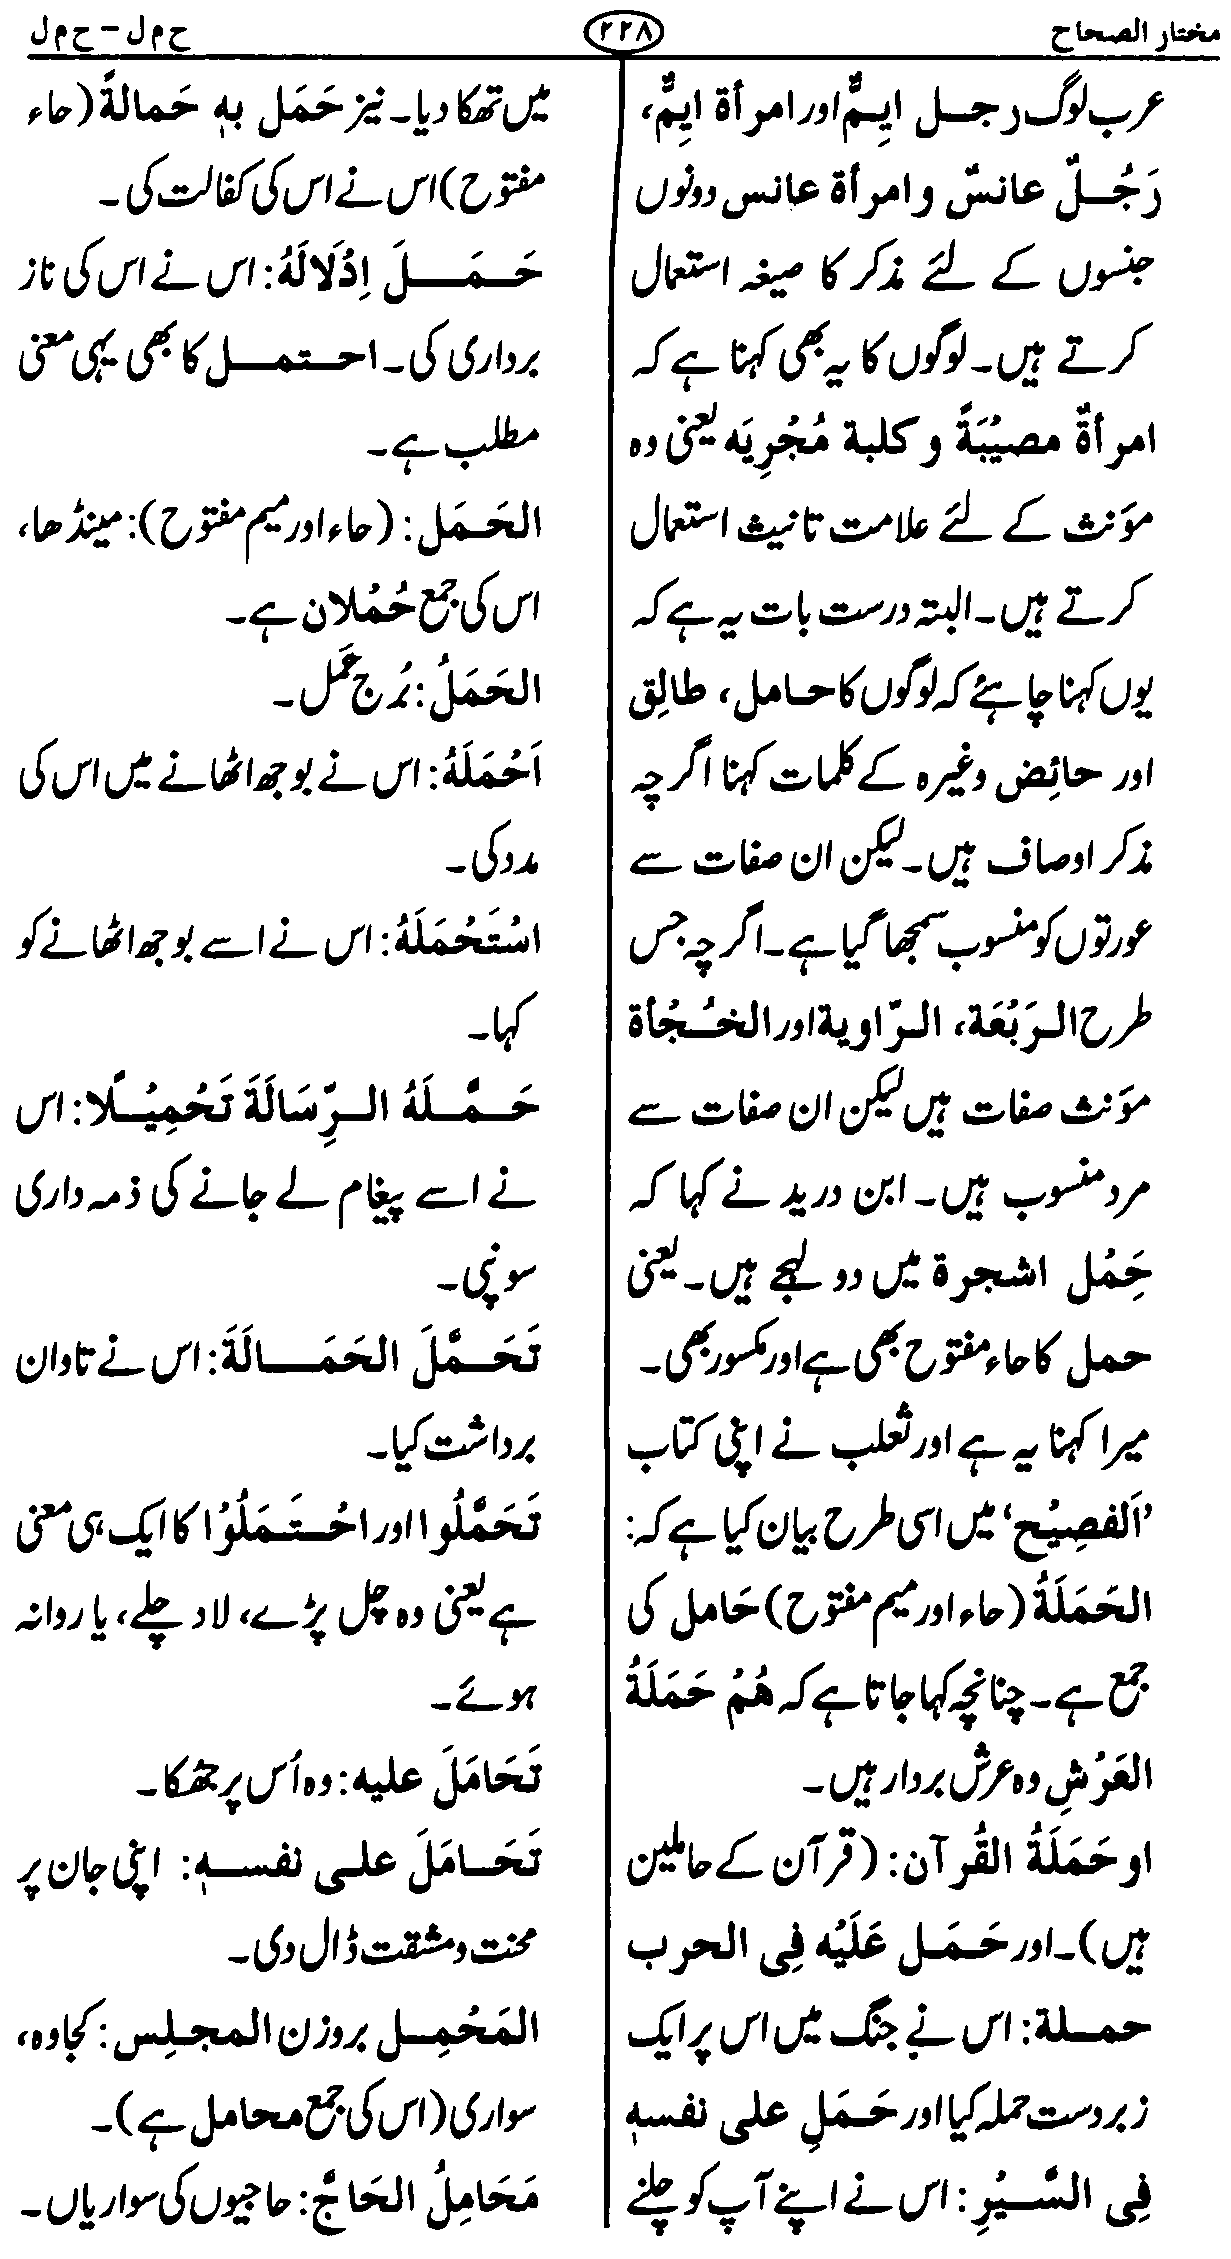 مختار الصحاح
۲۲۸
ح م ل – ح م ل
عرب لوگ رجل ایِمٌّ اور امرأة ایِمٌّ،
رَجُلٌ عانسٌ و امرأة عانس دونوں
جنسوں کے لئے مذکر کا صیغہ استعمال
کرتے ہیں۔ لوگوں کا یہ بھی کہنا ہے کہ
امرأةٌ مصیْبَةً و کلبة مُجْرِیَه یعنی وہ
مؤنث کے لئے علامت تانیث استعمال
کرتے ہیں۔ البتہ درست بات یہ ہے کہ
یوں کہنا چاہئے کہ لوگوں کا حامل، طالِق
اور حائِض وغیرہ کے کلمات کہنا اگرچہ
مذکر اوصاف ہیں۔ لیکن ان صفات سے
عورتوں کو منسوب سمجھا گیا ہے۔ اگرچہ جس
طرح الرَبْعَة، الرّاویة اور الخُجُأة
مؤنث صفات ہیں لیکن ان صفات سے
مرد منسوب ہیں۔ ابن درید نے کہا کہ
حَِمْل اشجرة میں دو لہجے ہیں۔ یعنی
حمل کا حاء مفتوح بھی ہے اور مکسور بھی۔
میرا کہنا یہ ہے اور ثعلب نے اپنی کتاب
’اَلفصِیْح‘ میں اسی طرح بیان کیا ہے کہ:
الحَمَلَةُ (حاء اور میم مفتوح) حَامل کی
جمع ہے۔ چنانچہ کہا جاتا ہے کہ هُمْ حَمَلَةُ
العَرْشِ وہ عرش بردار ہیں۔
او حَمَلَةُ القُرآن: (قرآن کے حاملین
ہیں)۔ اور حَمَل عَلَیْه فِی الحرب
حملة: اس نے جنگ میں اس پر ایک
زبردست حملہ کیا اور حَمَلِ علی نفسهٖ
فِی السَّیْرِ: اس نے اپنے آپ کو چلنے
میں تھکا دیا۔ نیز حَمَل بهٖ حَمالةً (حاء
مفتوح) اس نے اس کی کفالت کی۔
حَمَلَ اِدْلَالَهُ: اس نے اس کی ناز
برداری کی۔ احتمل کا بھی یہی معنی
مطلب ہے۔
الحَمَل: (حاء اور میم مفتوح): مینڈھا،
اس کی جمع حُمْلان ہے۔
الحَمَلُ: بُرج حَمل۔
اَحْمَلَهُ: اس نے بوجھ اٹھانے میں اس کی
مدد کی۔
اسْتَحْمَلَهُ: اس نے اسے بوجھ اٹھانے کو
کہا۔
حَمَّلَهُ الرِّسَالَةَ تَحْمِیْلًا: اس
نے اسے پیغام لے جانے کی ذمہ داری
سونپی۔
تَحَمَّلَ الحَمَالَةَ: اس نے تاوان
برداشت کیا۔
تَحَمَّلُوا اور احْتَمَلُوْا کا ایک ہی معنی
ہے یعنی وہ چل پڑے، لاد چلے، یا روانہ
ہوئے۔
تَحَامَلَ علیه: وہ اُس پر جھکا۔
تَحَامَلَ علی نفسهٖ: اپنی جان پر
محنت و مشقت ڈال دی۔
المَحْمِل بروزن المجلِس: کجاوہ،
سواری (اس کی جمع محامل ہے)۔
مَحَامِلُ الحَاجِّ: حاجیوں کی سواریاں۔